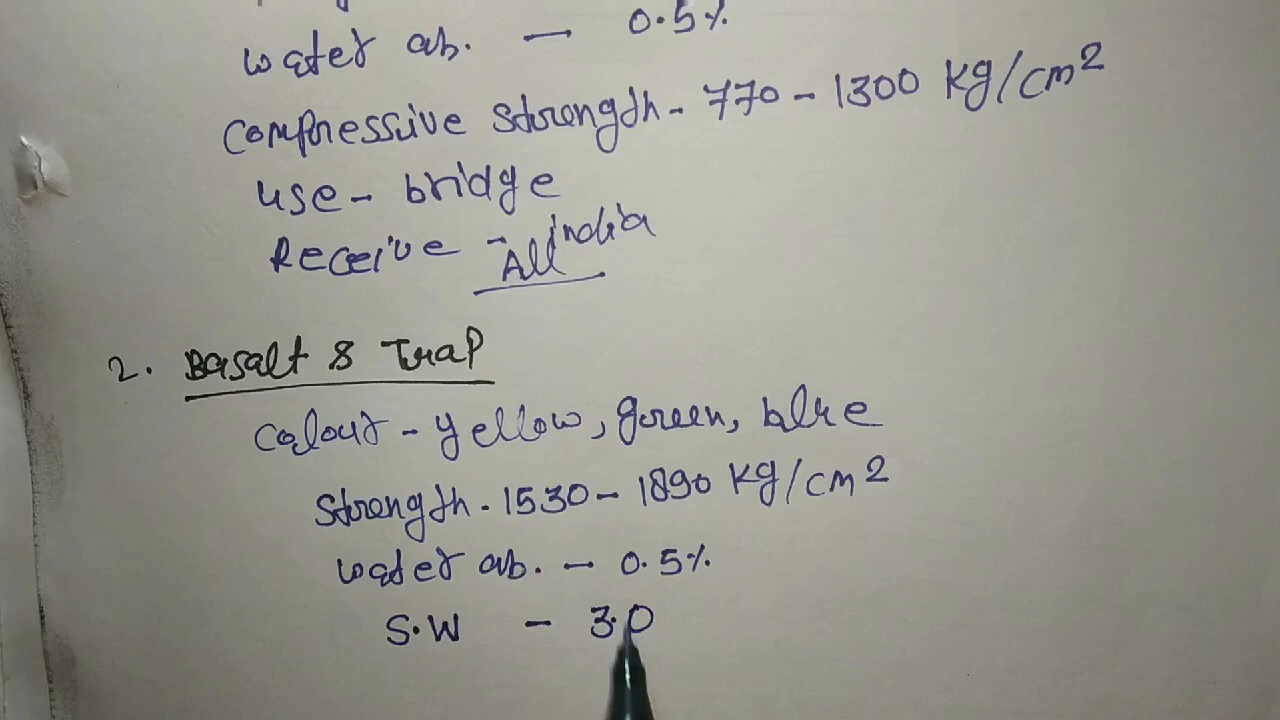 water ab. - 0.5%
Compressive strength - 770 - 1300 kg/cm2
use - bridge
Receive - All india
2. Basalt & Trap
Colour - yellow, green, blue
strength - 1530 - 1890 kg/cm2
water ab. - 0.5%
S.W - 3.0